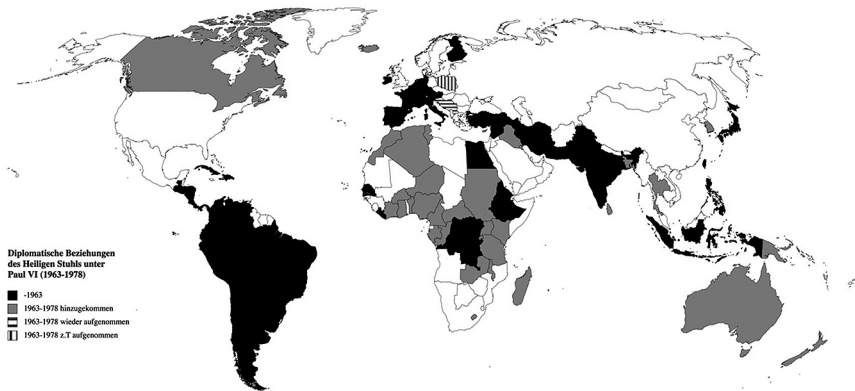 Diplomatische Beziehungen
des Heiligen Stuhls unter
Paul VI (1963-1978)
-1963
1963-1978 hinzugekommen
1963-1978 wieder aufgenommen
1963-1978 z.T aufgenommen